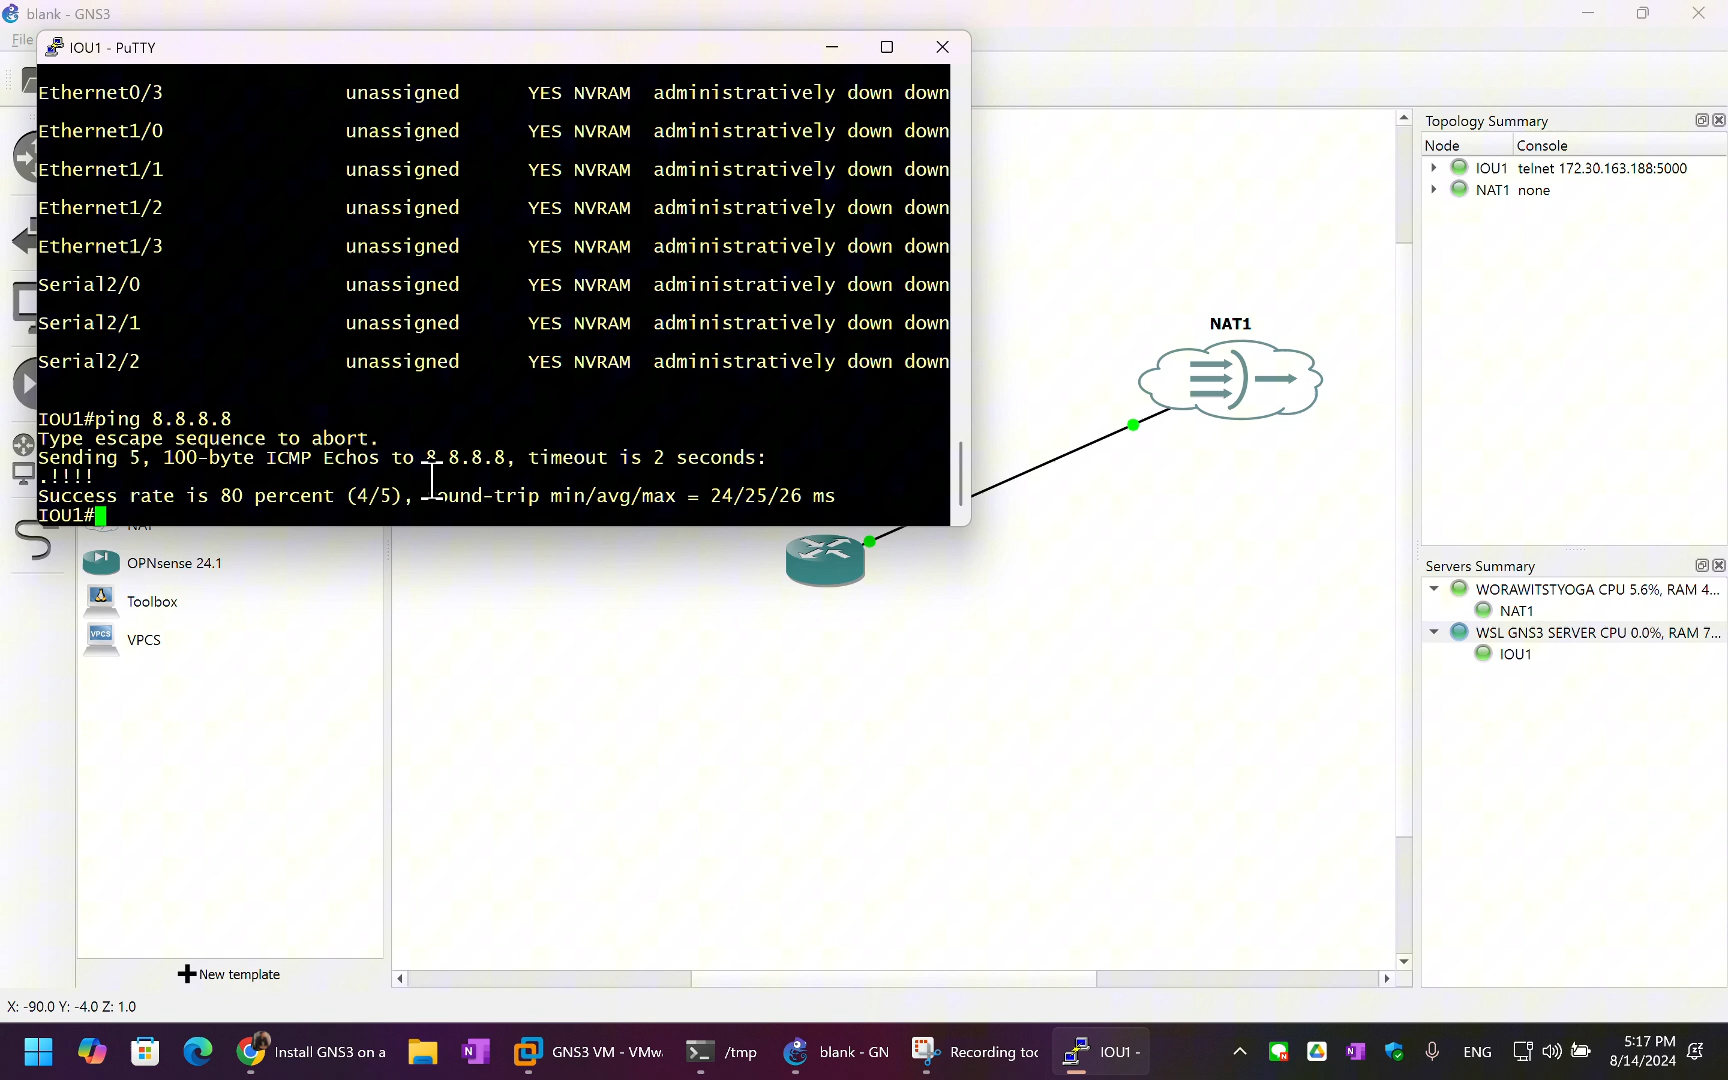 blank - GNS3
File
IOU1 - PuTTY
Ethernet0/3 unassigned YES NVRAM administratively down down
Ethernet1/0 unassigned YES NVRAM administratively down down
Ethernet1/1 unassigned YES NVRAM administratively down down
Ethernet1/2 unassigned YES NVRAM administratively down down
Ethernet1/3 unassigned YES NVRAM administratively down down
Serial2/0 unassigned YES NVRAM administratively down down
Serial2/1 unassigned YES NVRAM administratively down down
Serial2/2 unassigned YES NVRAM administratively down down
IOU1#ping 8.8.8.8
Type escape sequence to abort.
Sending 5, 100-byte ICMP Echos to 8.8.8.8, timeout is 2 seconds:
.!!!!
Success rate is 80 percent (4/5), round-trip min/avg/max = 24/25/26 ms
IOU1#
OPNsense 24.1
Toolbox
VPCS
VPCS
New template
NAT1
Topology Summary
Node Console
IOU1 telnet 172.30.163.188:5000
NAT1 none
Servers Summary
WORAWITSTYOGA CPU 5.6%, RAM 4...
NAT1
WSL GNS3 SERVER CPU 0.0%, RAM 7...
IOU1
X: -90.0 Y: -4.0 Z: 1.0
Install GNS3 on a
GNS3 VM - VMw
/tmp
blank - GN
Recording too
IOU1 -
ENG
5:17 PM
8/14/2024